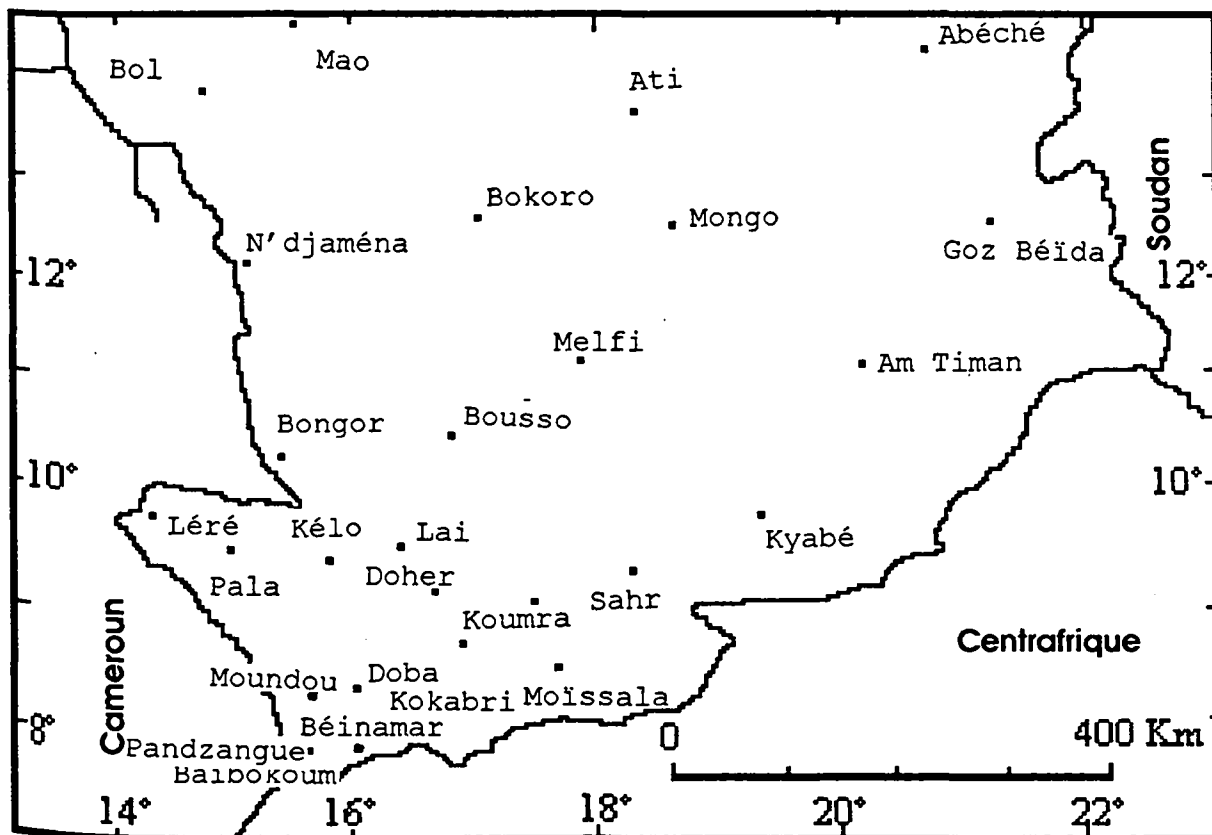 Abéché
Mao
Bol
Ati
Bokoro
Mongo
Soudan
N'djaména
Goz Béïda
12°
12°
Melfi
Am Timan
Bousso
Bongor
10°
10°
Léré
Kélo
Lai
Kyabé
Pala
Doher
Sahr
Koumra
Cameroun
Centrafrique
Moundou
Doba
Kokabri
Moïssala
8°
Béinamar
0
400 Km
Pandzangue
Baïbokoum
14°
16°
18°
20°
22°